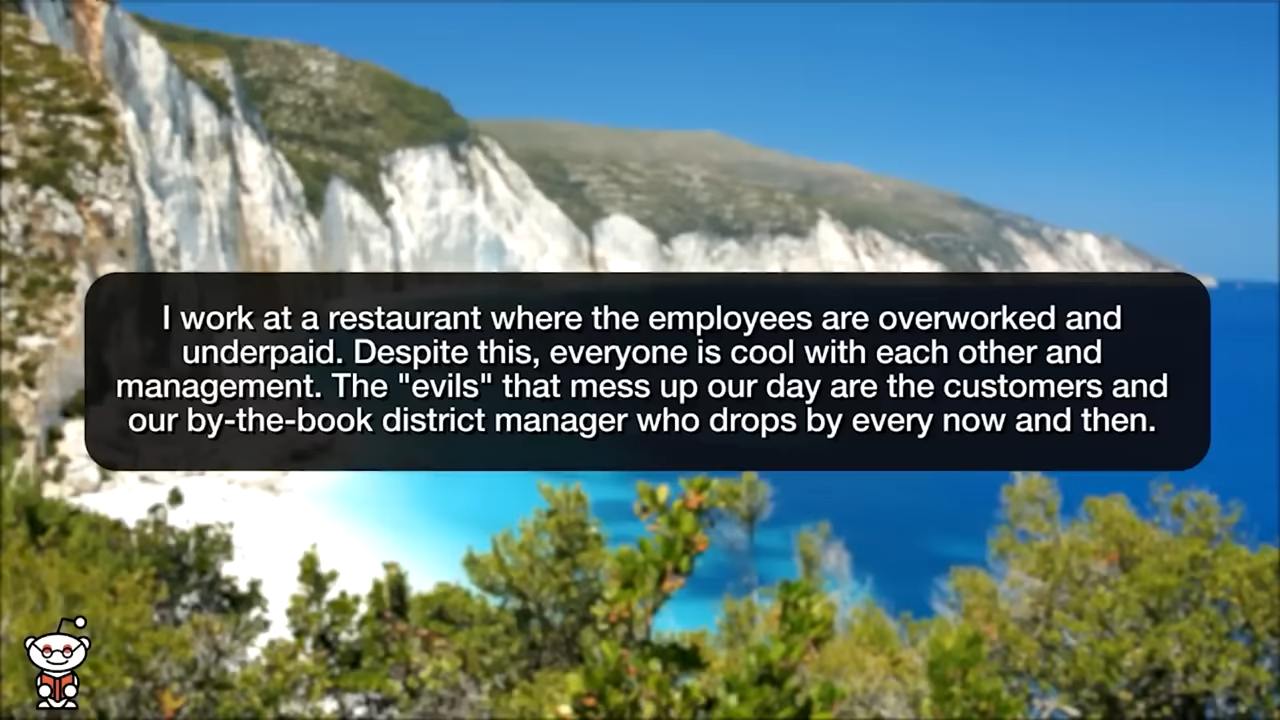 I work at a restaurant where the employees are overworked and
underpaid. Despite this, everyone is cool with each other and
management. The "evils" that mess up our day are the customers and
our by-the-book district manager who drops by every now and then.